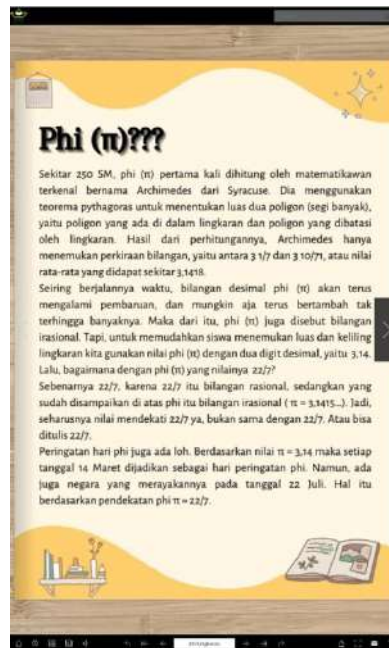 Phi (π)???
Sekitar 250 SM, phi (π) pertama kali dihitung oleh matematikawan
terkenal bernama Archimedes dari Syracuse. Dia menggunakan
teorema pythagoras untuk menentukan luas dua poligon (segi banyak),
yaitu poligon yang ada di dalam lingkaran dan poligon yang dibatasi
oleh lingkaran. Hasil dari perhitungannya, Archimedes hanya
menemukan perkiraan bilangan, yaitu antara 3 1/7 dan 3 10/71, atau nilai
rata-rata yang didapat sekitar 3,1418.
Seiring berjalannya waktu, bilangan desimal phi (π) akan terus
mengalami pembaruan, dan mungkin aja terus bertambah tak
terhingga banyaknya. Maka dari itu, phi (π) juga disebut bilangan
irasional. Tapi, untuk memudahkan siswa menemukan luas dan keliling
lingkaran kita gunakan nilai phi (π) dengan dua digit desimal, yaitu 3,14.
Lalu, bagaimana dengan phi (π) yang nilainya 22/7?
Sebenarnya 22/7, karena 22/7 itu bilangan rasional, sedangkan yang
sudah disampaikan di atas phi itu bilangan irasional ( π = 3,1415...). Jadi,
seharusnya nilai mendekati 22/7 ya, bukan sama dengan 22/7. Atau bisa
ditulis 22/7.
Peringatan hari phi juga ada loh. Berdasarkan nilai π = 3,14 maka setiap
tanggal 14 Maret dijadikan sebagai hari peringatan phi. Namun, ada
juga negara yang merayakannya pada tanggal 22 Juli. Hal itu
berdasarkan pendekatan phi π ≈ 22/7.